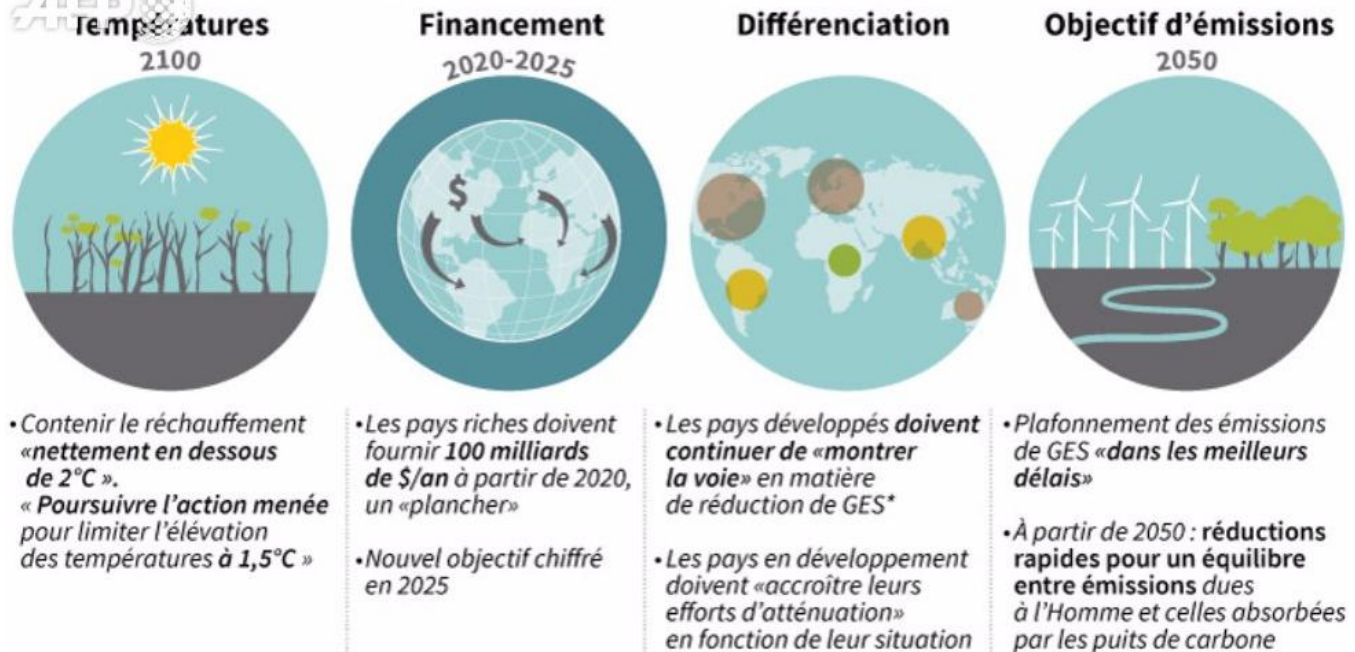 AFP
Températures
2100
Contenir le réchauffement
«nettement en dessous
de 2°C ».
« Poursuivre l'action menée
pour limiter l'élévation
des températures à 1,5°C »
Financement
2020-2025
$
Les pays riches doivent
fournir 100 milliards
de $/an à partir de 2020,
un «plancher»
Nouvel objectif chiffré
en 2025
Différenciation
Les pays développés doivent
continuer de «montrer
la voie» en matière
de réduction de GES*
Les pays en développement
doivent «accroître leurs
efforts d'atténuation»
en fonction de leur situation
Objectif d'émissions
2050
Plafonnement des émissions
de GES «dans les meilleurs
délais»
À partir de 2050 : réductions
rapides pour un équilibre
entre émissions dues
à l'Homme et celles absorbées
par les puits de carbone